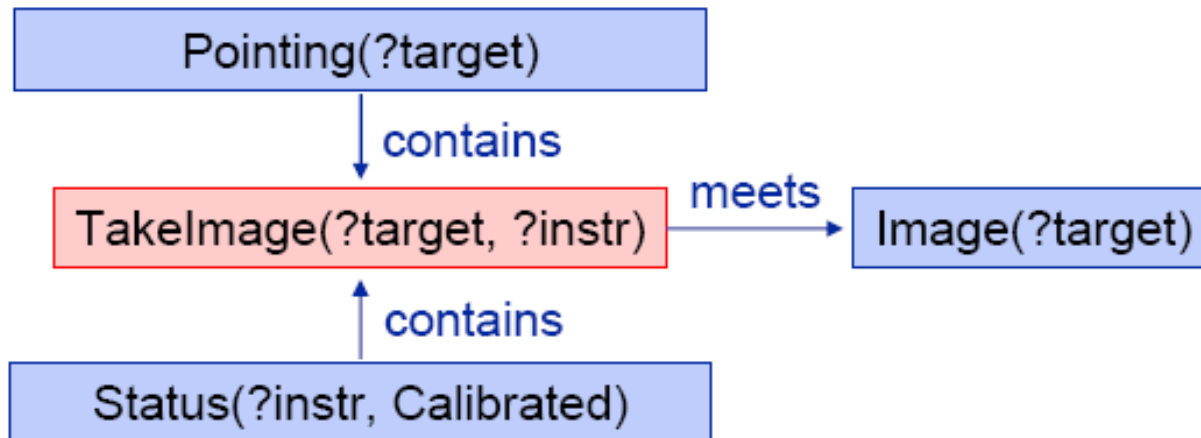 Pointing(?target)
contains
TakeImage(?target, ?instr)
meets
Image(?target)
contains
Status(?instr, Calibrated)